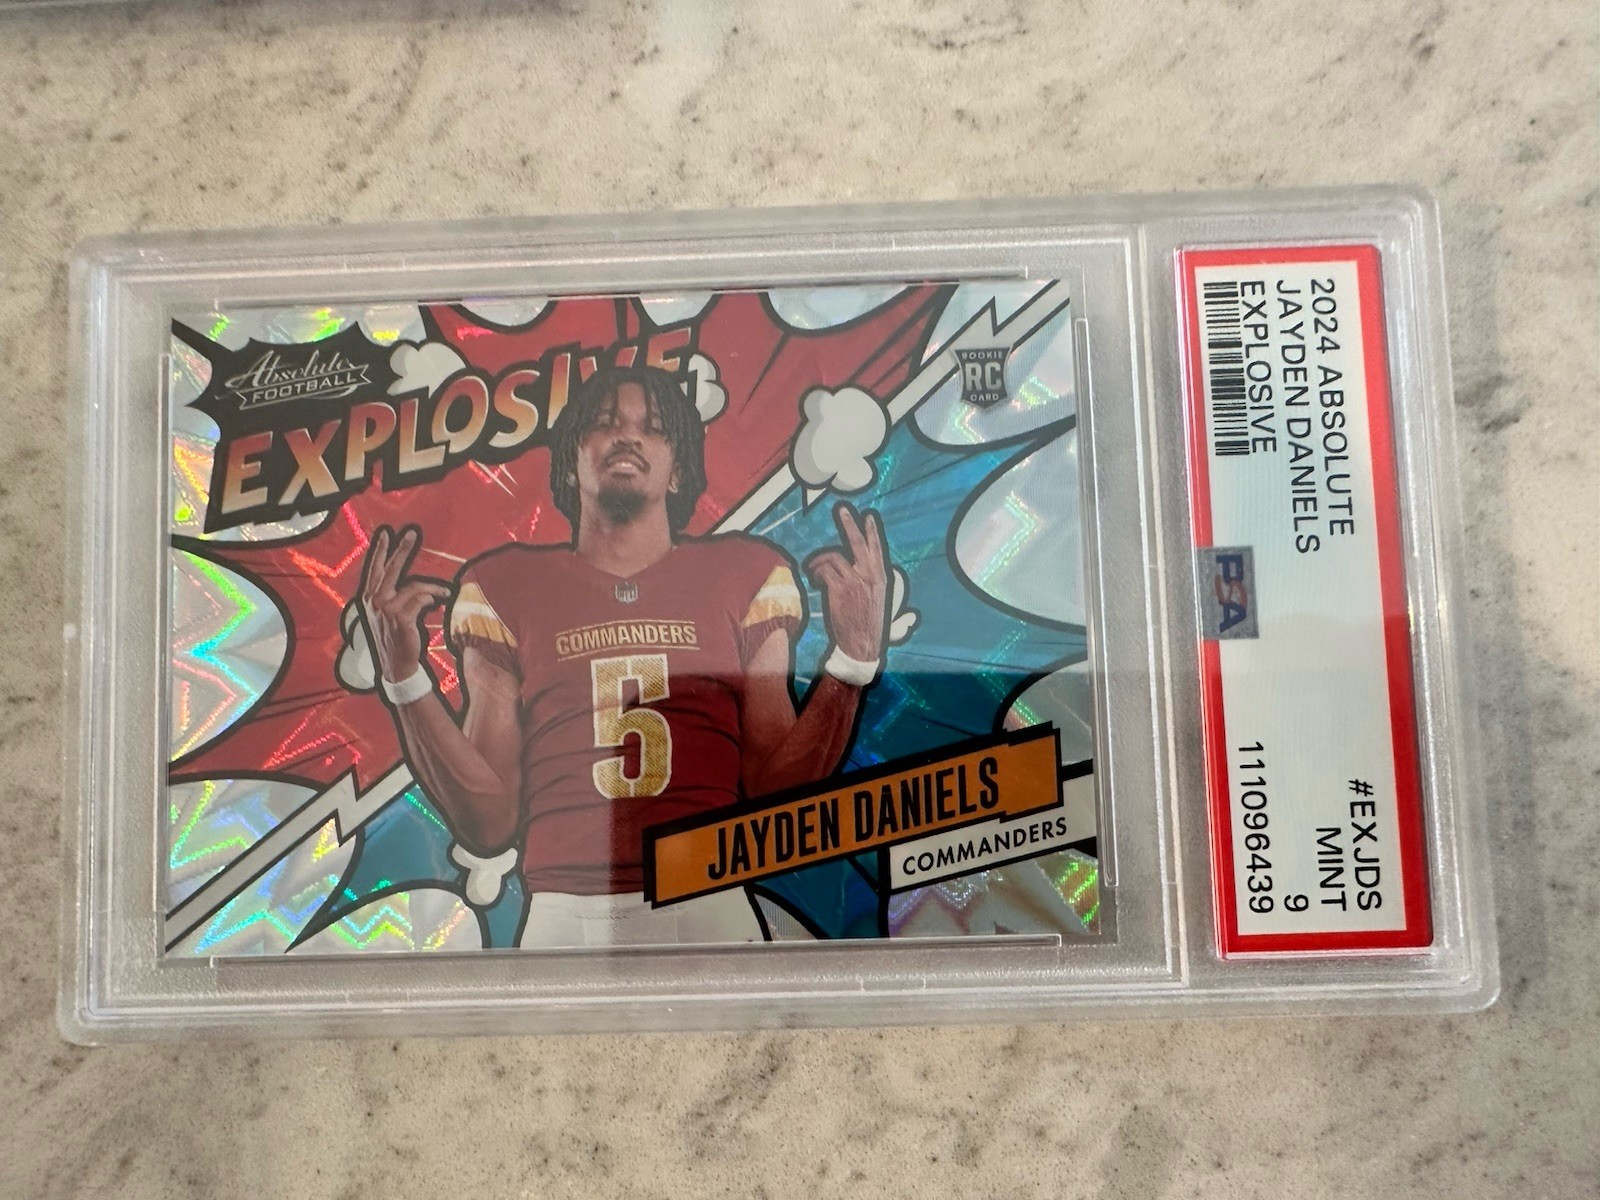 Absolute
FOOTBALL
EXPLOSIVE
ROOKIE
RC
CARD
COMMANDERS
5
JAYDEN DANIELS
COMMANDERS
2024 ABSOLUTE #EXJDS
JAYDEN DANIELS MINT
EXPLOSIVE 9
PSA 111096439